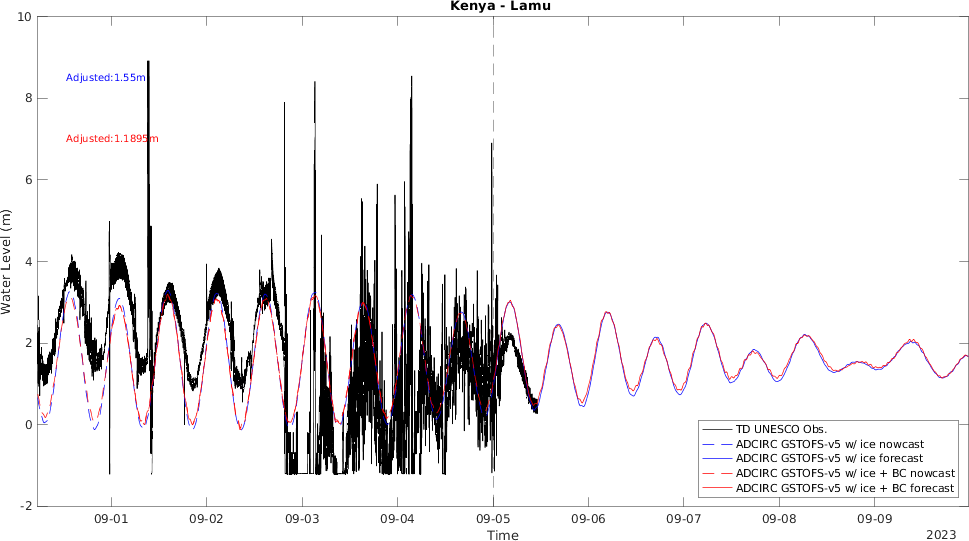 Kenya - Lamu
10
8
6
4
2
0
-2
Water Level (m)
Adjusted:1.55m
Adjusted:1.1895m
TD UNESCO Obs.
ADCIRC GSTOFS-v5 w/ ice nowcast
ADCIRC GSTOFS-v5 w/ ice forecast
ADCIRC GSTOFS-v5 w/ ice + BC nowcast
ADCIRC GSTOFS-v5 w/ ice + BC forecast
09-01 09-02 09-03 09-04 09-05 09-06 09-07 09-08 09-09
Time
2023